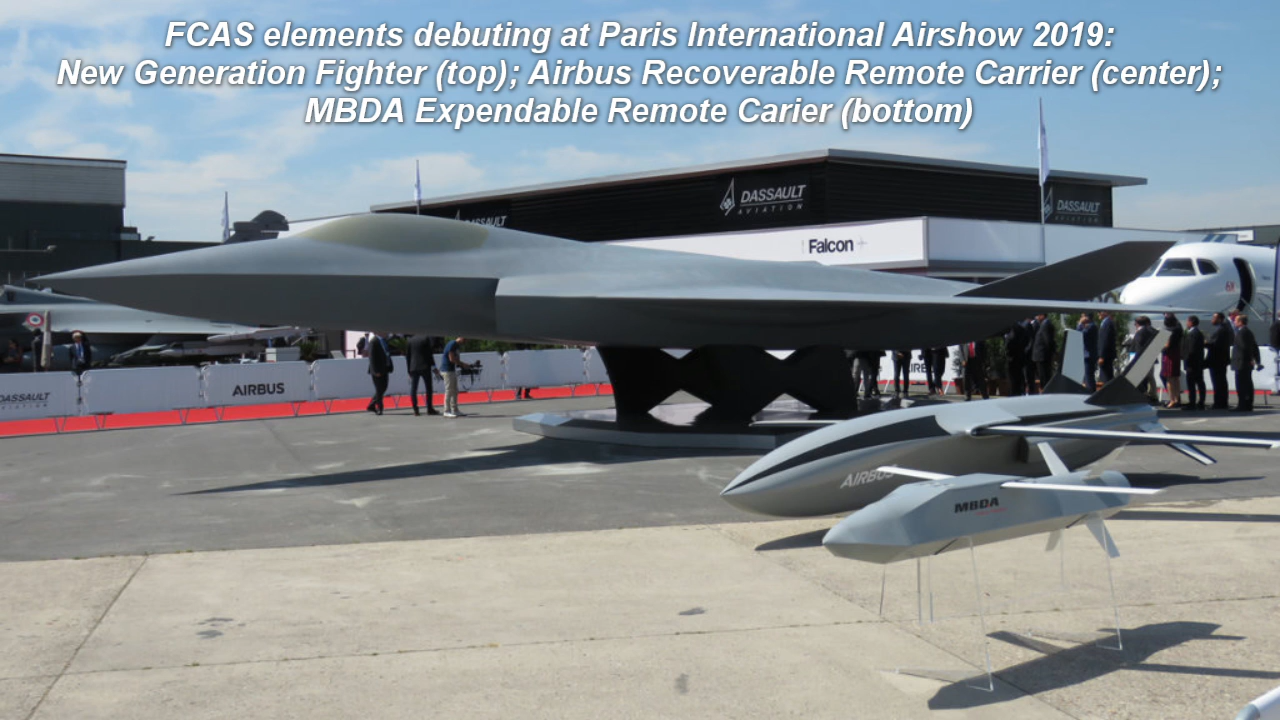 FCAS elements debuting at Paris International Airshow 2019:
New Generation Fighter (top); Airbus Recoverable Remote Carrier (center);
MBDA Expendable Remote Carier (bottom)
DASSAULT
AVIATION
DASSAULT
DASSAULT
AVIATION
Falcon
DASSAULT
AVIATION
AIRBUS
AIRBUS
MBDA